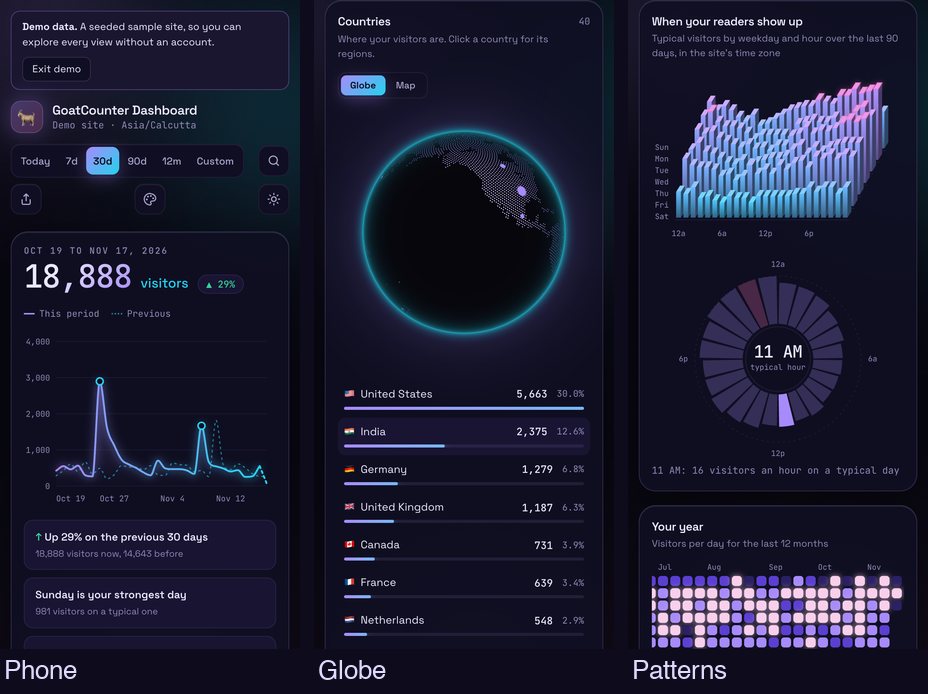 Demo data. A seeded sample site, so you can
explore every view without an account.
Exit demo
GoatCounter Dashboard
Demo site · Asia/Calcutta
Today 7d 30d 90d 12m Custom
OCT 19 TO NOV 17, 2026
18,888 visitors ▲ 29%
This period Previous
4,000
3,000
2,000
1,000
0
Oct 19 Oct 27 Nov 4 Nov 12
↑ Up 29% on the previous 30 days
18,888 visitors now, 14,643 before
Sunday is your strongest day
981 visitors on a typical one
Phone
Countries 40
Where your visitors are. Click a country for its
regions.
Globe Map
United States 5,663 30.0%
India 2,375 12.6%
Germany 1,279 6.8%
United Kingdom 1,187 6.3%
Canada 731 3.9%
France 639 3.4%
Netherlands 548 2.9%
Globe
When your readers show up
Typical visitors by weekday and hour over the last 90
days, in the site's time zone
Sun
Mon
Tue
Wed
Thu
Fri
Sat
12a 6a 12p 6p
12a
6p 6a
11 AM
typical hour
12p
11 AM: 16 visitors an hour on a typical day
Your year
Visitors per day for the last 12 months
Jul Aug Sep Oct Nov
Patterns